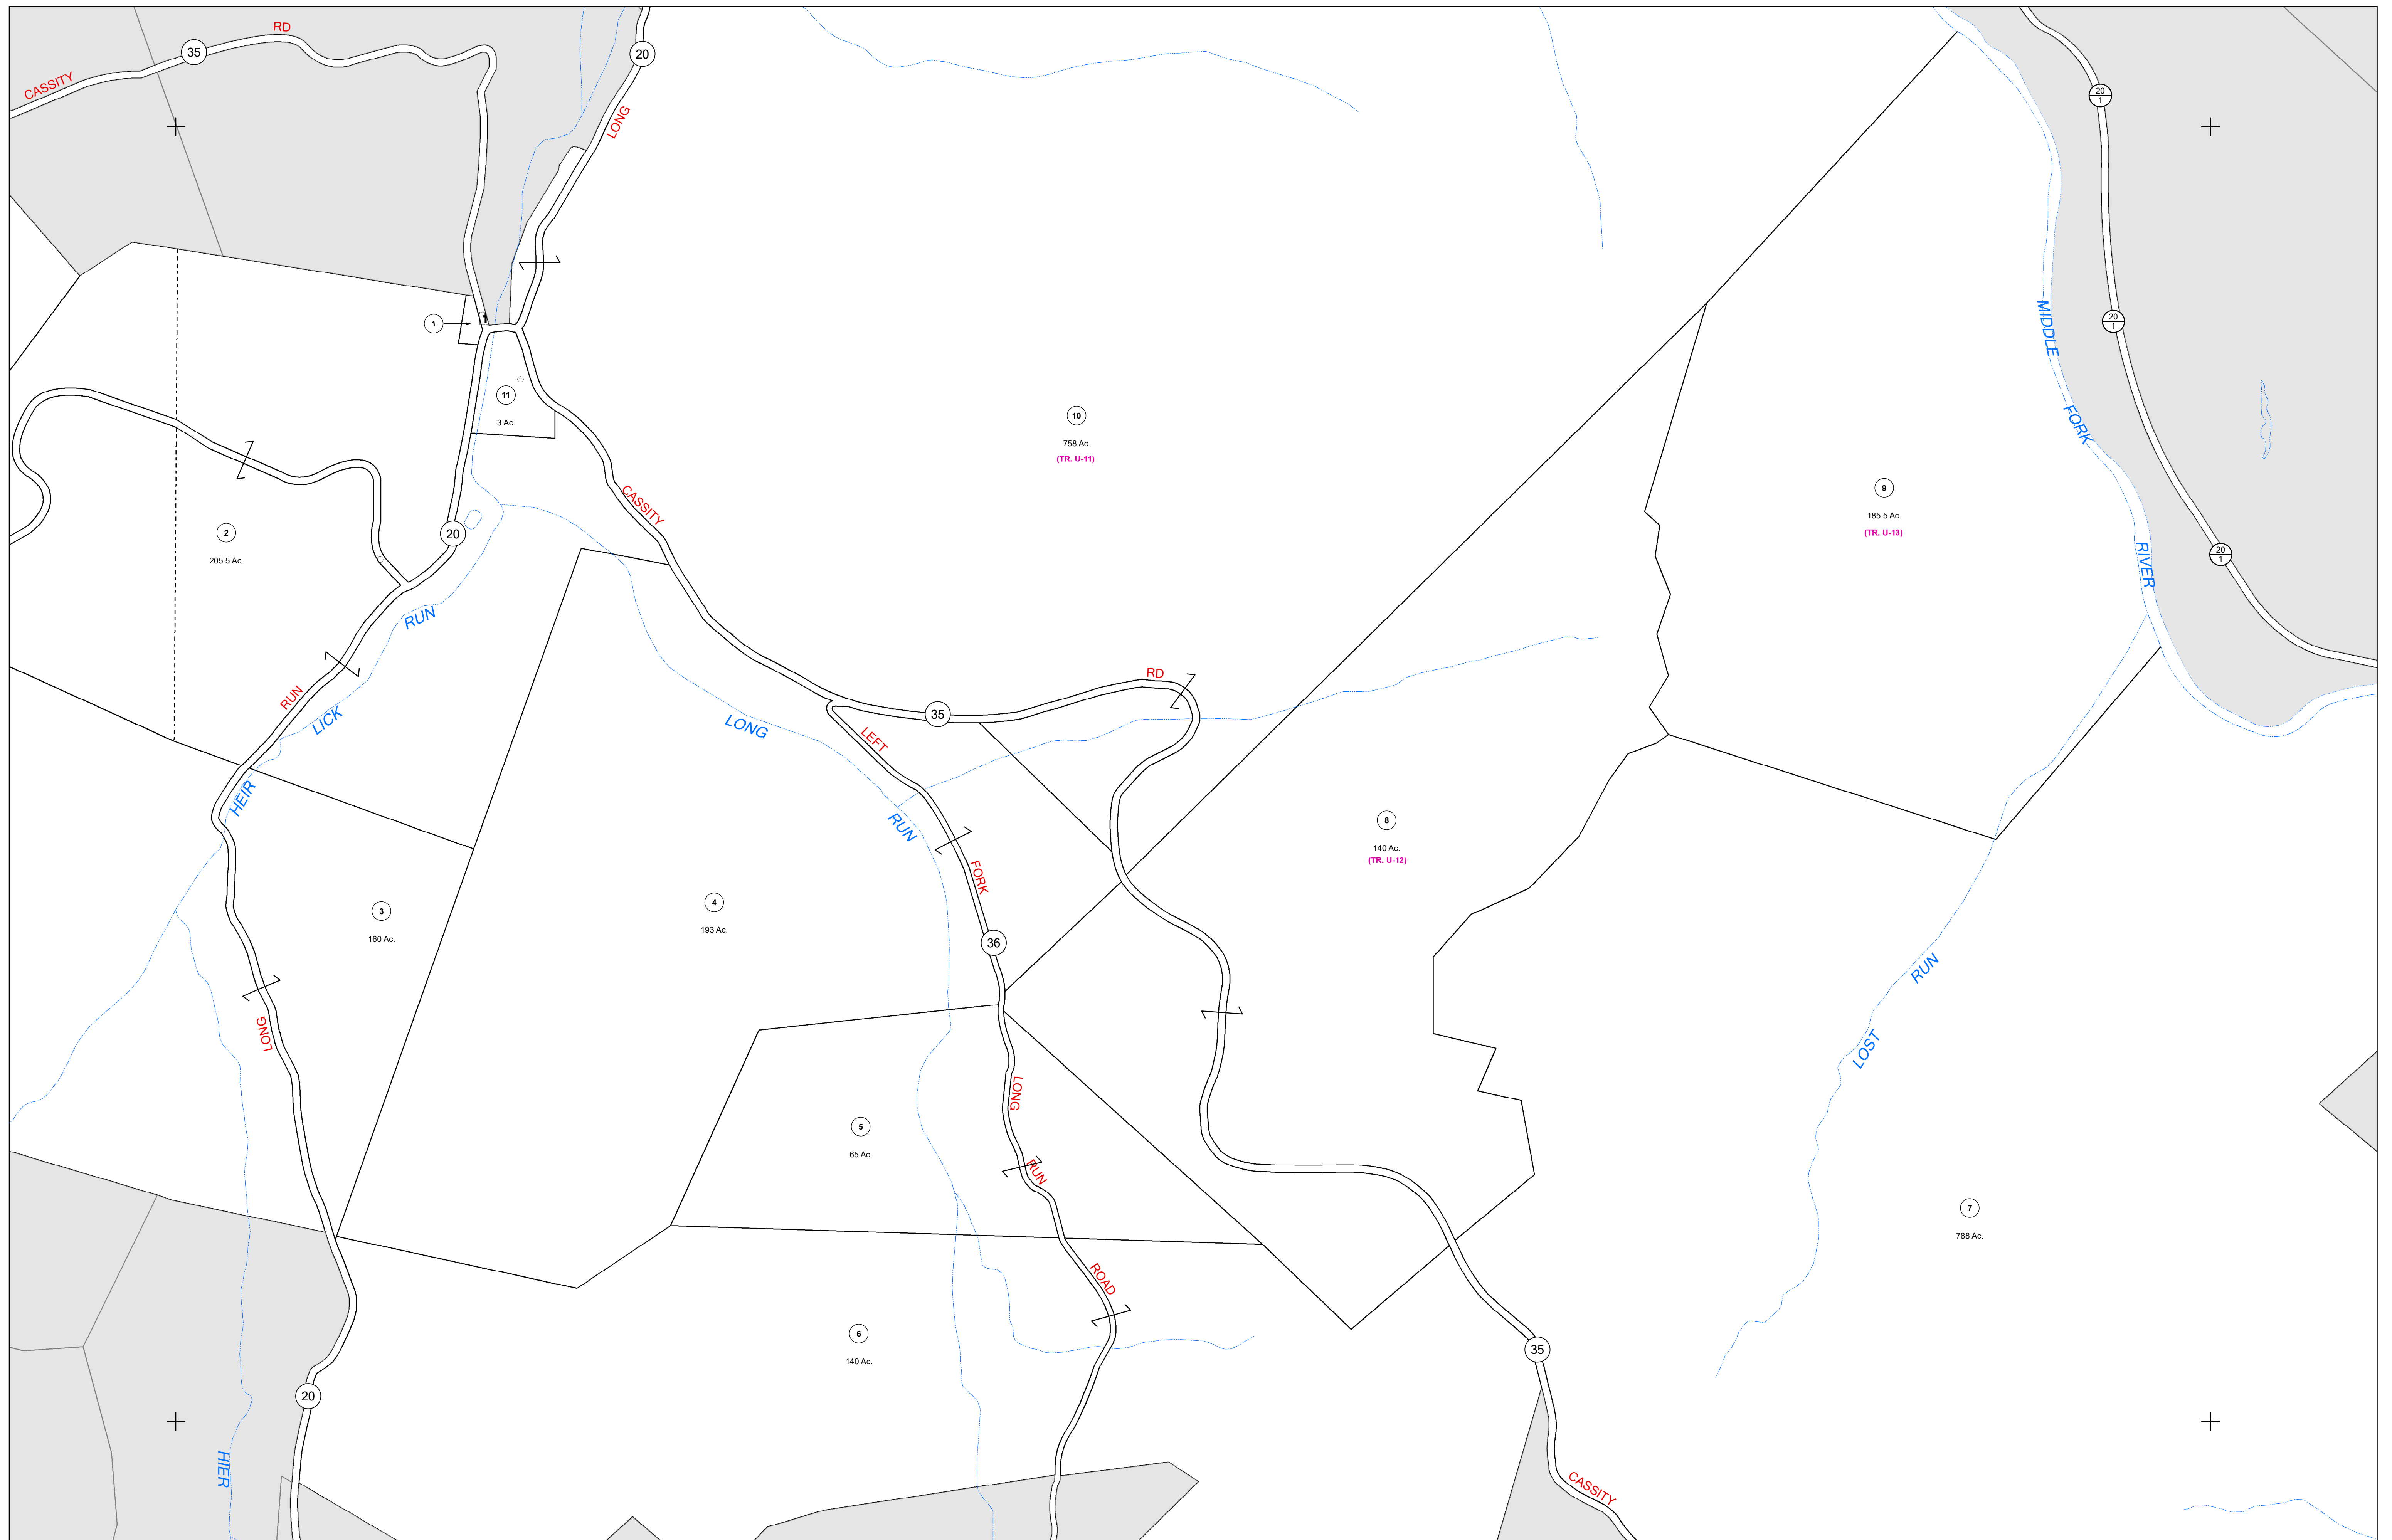 RD
35
CASSITY
20
LONG
20
1
20
1
20
1
1
1
11
3 Ac.
10
758 Ac.
(TR. U-11)
9
185.5 Ac.
(TR. U-13)
MIDDLE
FORK
RIVER
CASSITY
2
205.5 Ac.
20
RUN
RUN
LICK
HEIR
LONG
RUN
RD
35
LEFT
FORK
36
8
140 Ac.
(TR. U-12)
3
160 Ac.
4
193 Ac.
LONG
LONG
RUN
ROAD
5
65 Ac.
RUN
LOST
7
788 Ac.
6
140 Ac.
35
20
HIER
CASSITY